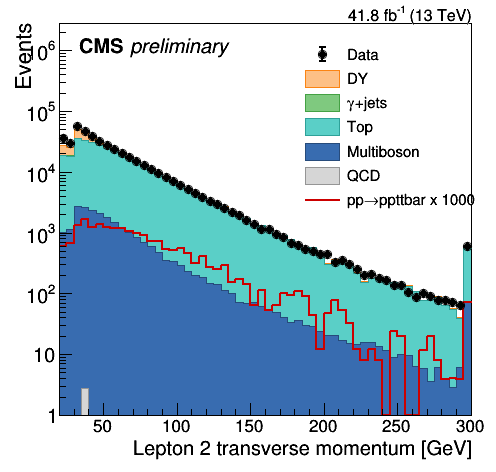 41.8 fb⁻¹ (13 TeV)
CMS preliminary
Events
10⁶
10⁵
10⁴
10³
10²
10
1
Data
DY
γ+jets
Top
Multiboson
QCD
pp→ppttbar x 1000
50 100 150 200 250 300
Lepton 2 transverse momentum [GeV]